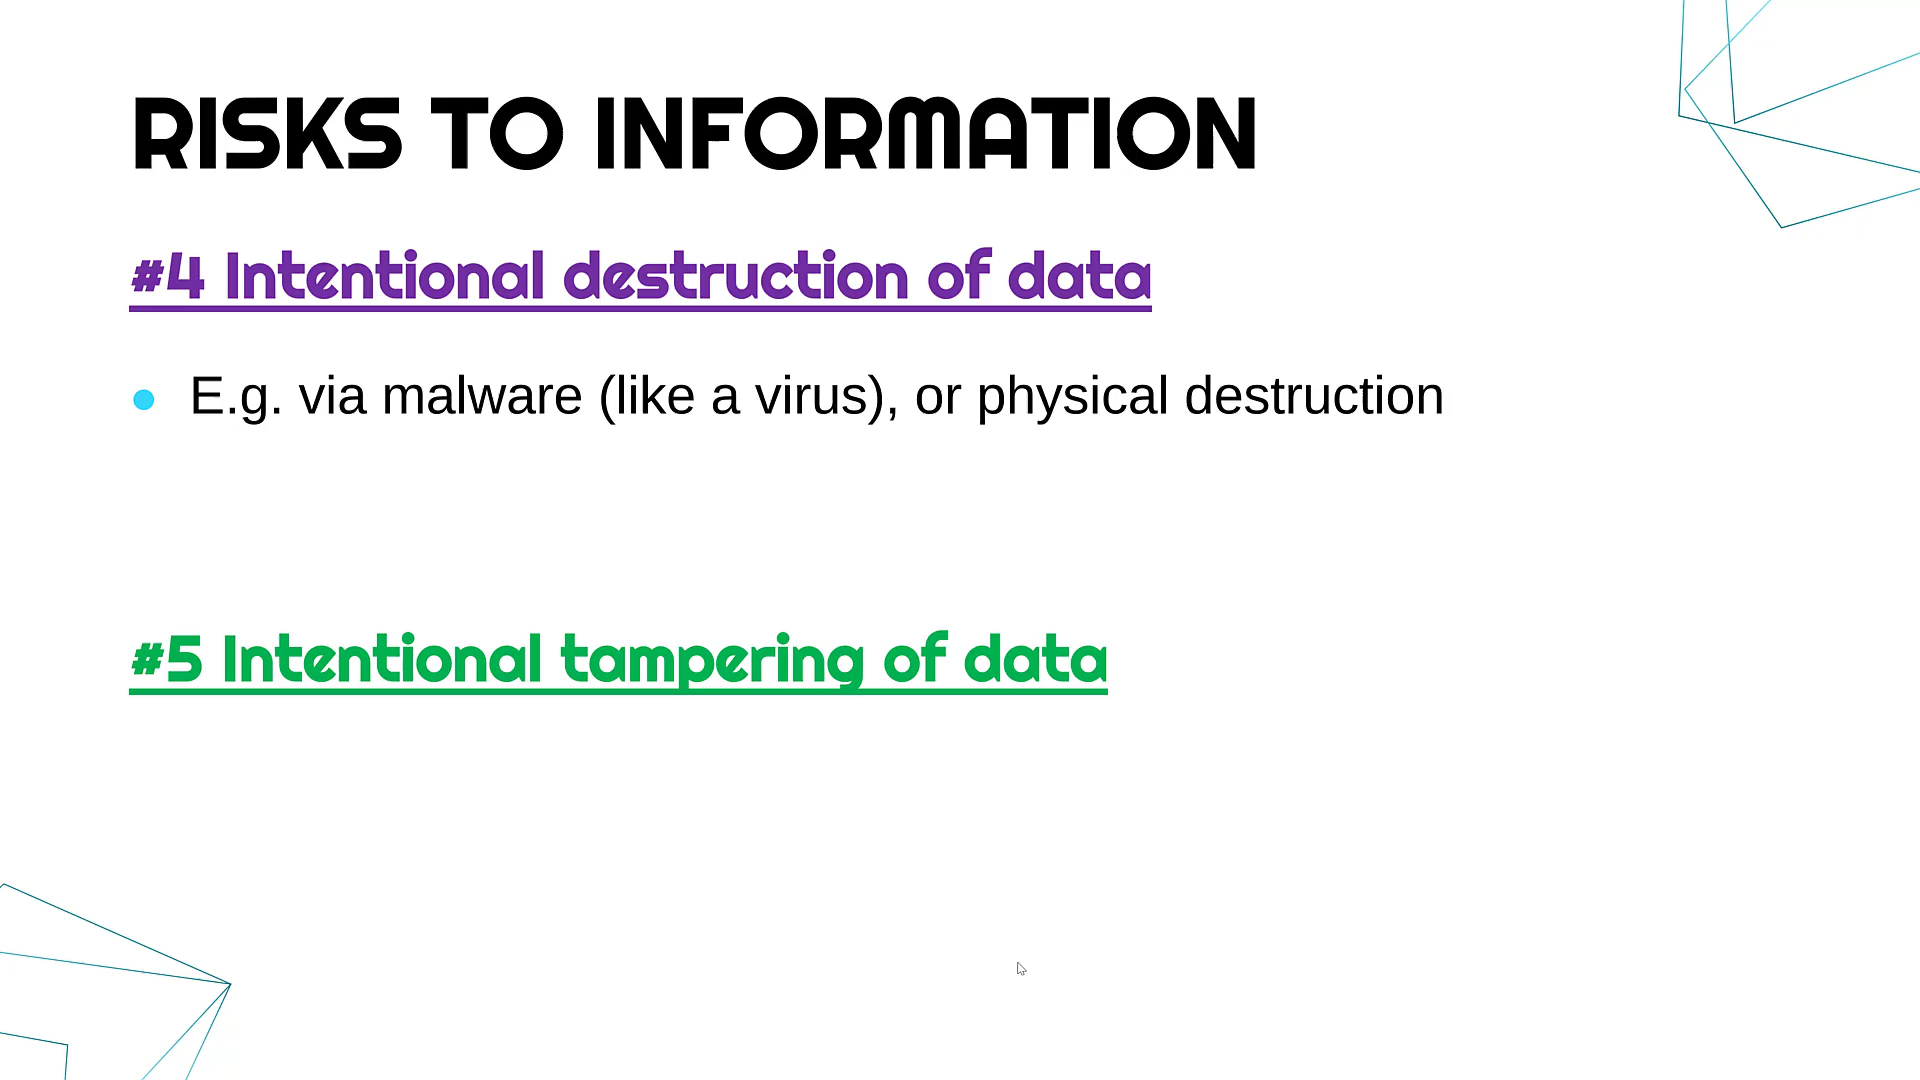 RISKS TO INFORMATION
#4 Intentional destruction of data
E.g. via malware (like a virus), or physical destruction
#5 Intentional tampering of data